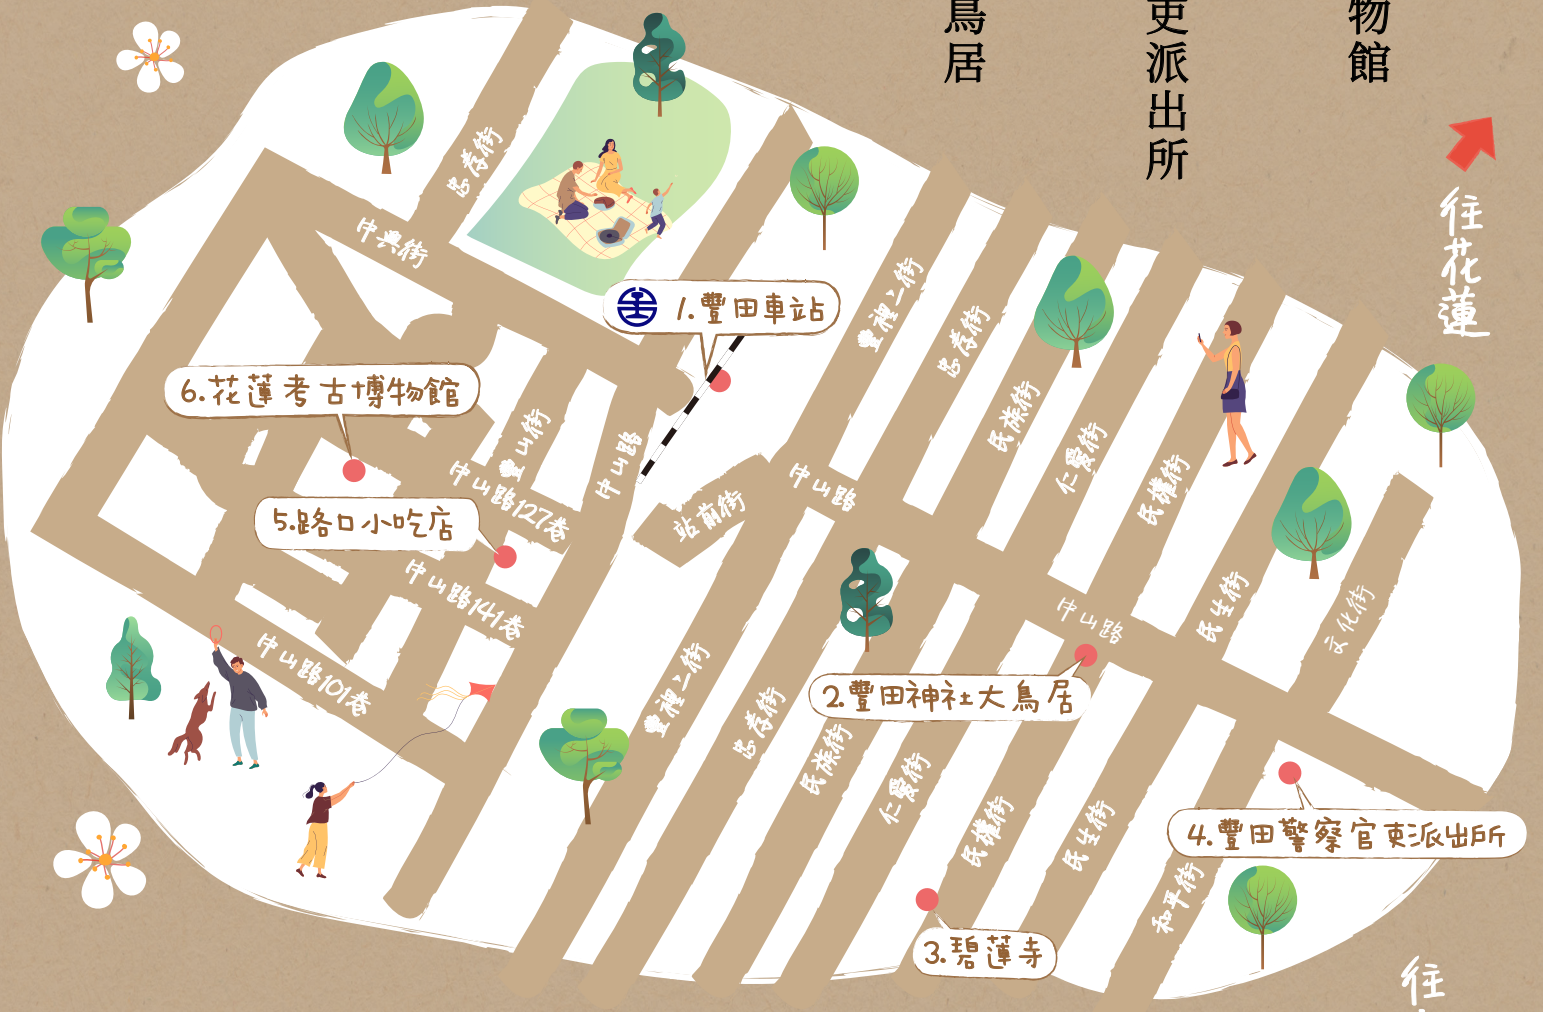 物館
吏派出所
鳥居
往花蓮
忠孝街
中興街
1.豐田車站
豐裡二街
忠孝街
民族街
仁愛街
民權街
6.花蓮考古博物館
豐山街
中山路
中山路127巷
站前街
中山路
5.路口小吃店
中山路141巷
中山路101巷
中山路
民生街
文化街
2.豐田神社大鳥居
豐裡二街
忠孝街
民族街
仁愛街
民權街
民生街
和平街
4.豐田警察官吏派出所
3.碧蓮寺
往